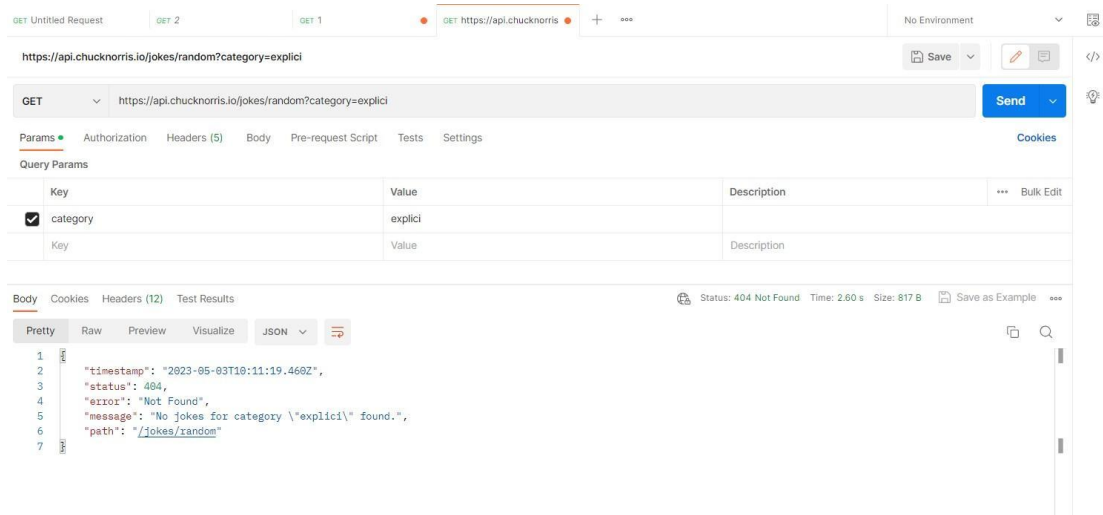 GET Untitled Request GET 2 GET 1 GET https://api.chucknorris + ooo No Environment
https://api.chucknorris.io/jokes/random?category=explici Save
GET https://api.chucknorris.io/jokes/random?category=explici Send
Params Authorization Headers (5) Body Pre-request Script Tests Settings Cookies
Query Params
Key Value Description ••• Bulk Edit
category explici
Key Value Description
Body Cookies Headers (12) Test Results Status: 404 Not Found Time: 2.60 s Size: 817 B Save as Example ooo
Pretty Raw Preview Visualize JSON
1 {
2 "timestamp": "2023-05-03T10:11:19.460Z",
3 "status": 404,
4 "error": "Not Found",
5 "message": "No jokes for category \"explici\" found.",
6 "path": "/jokes/random"
7 }